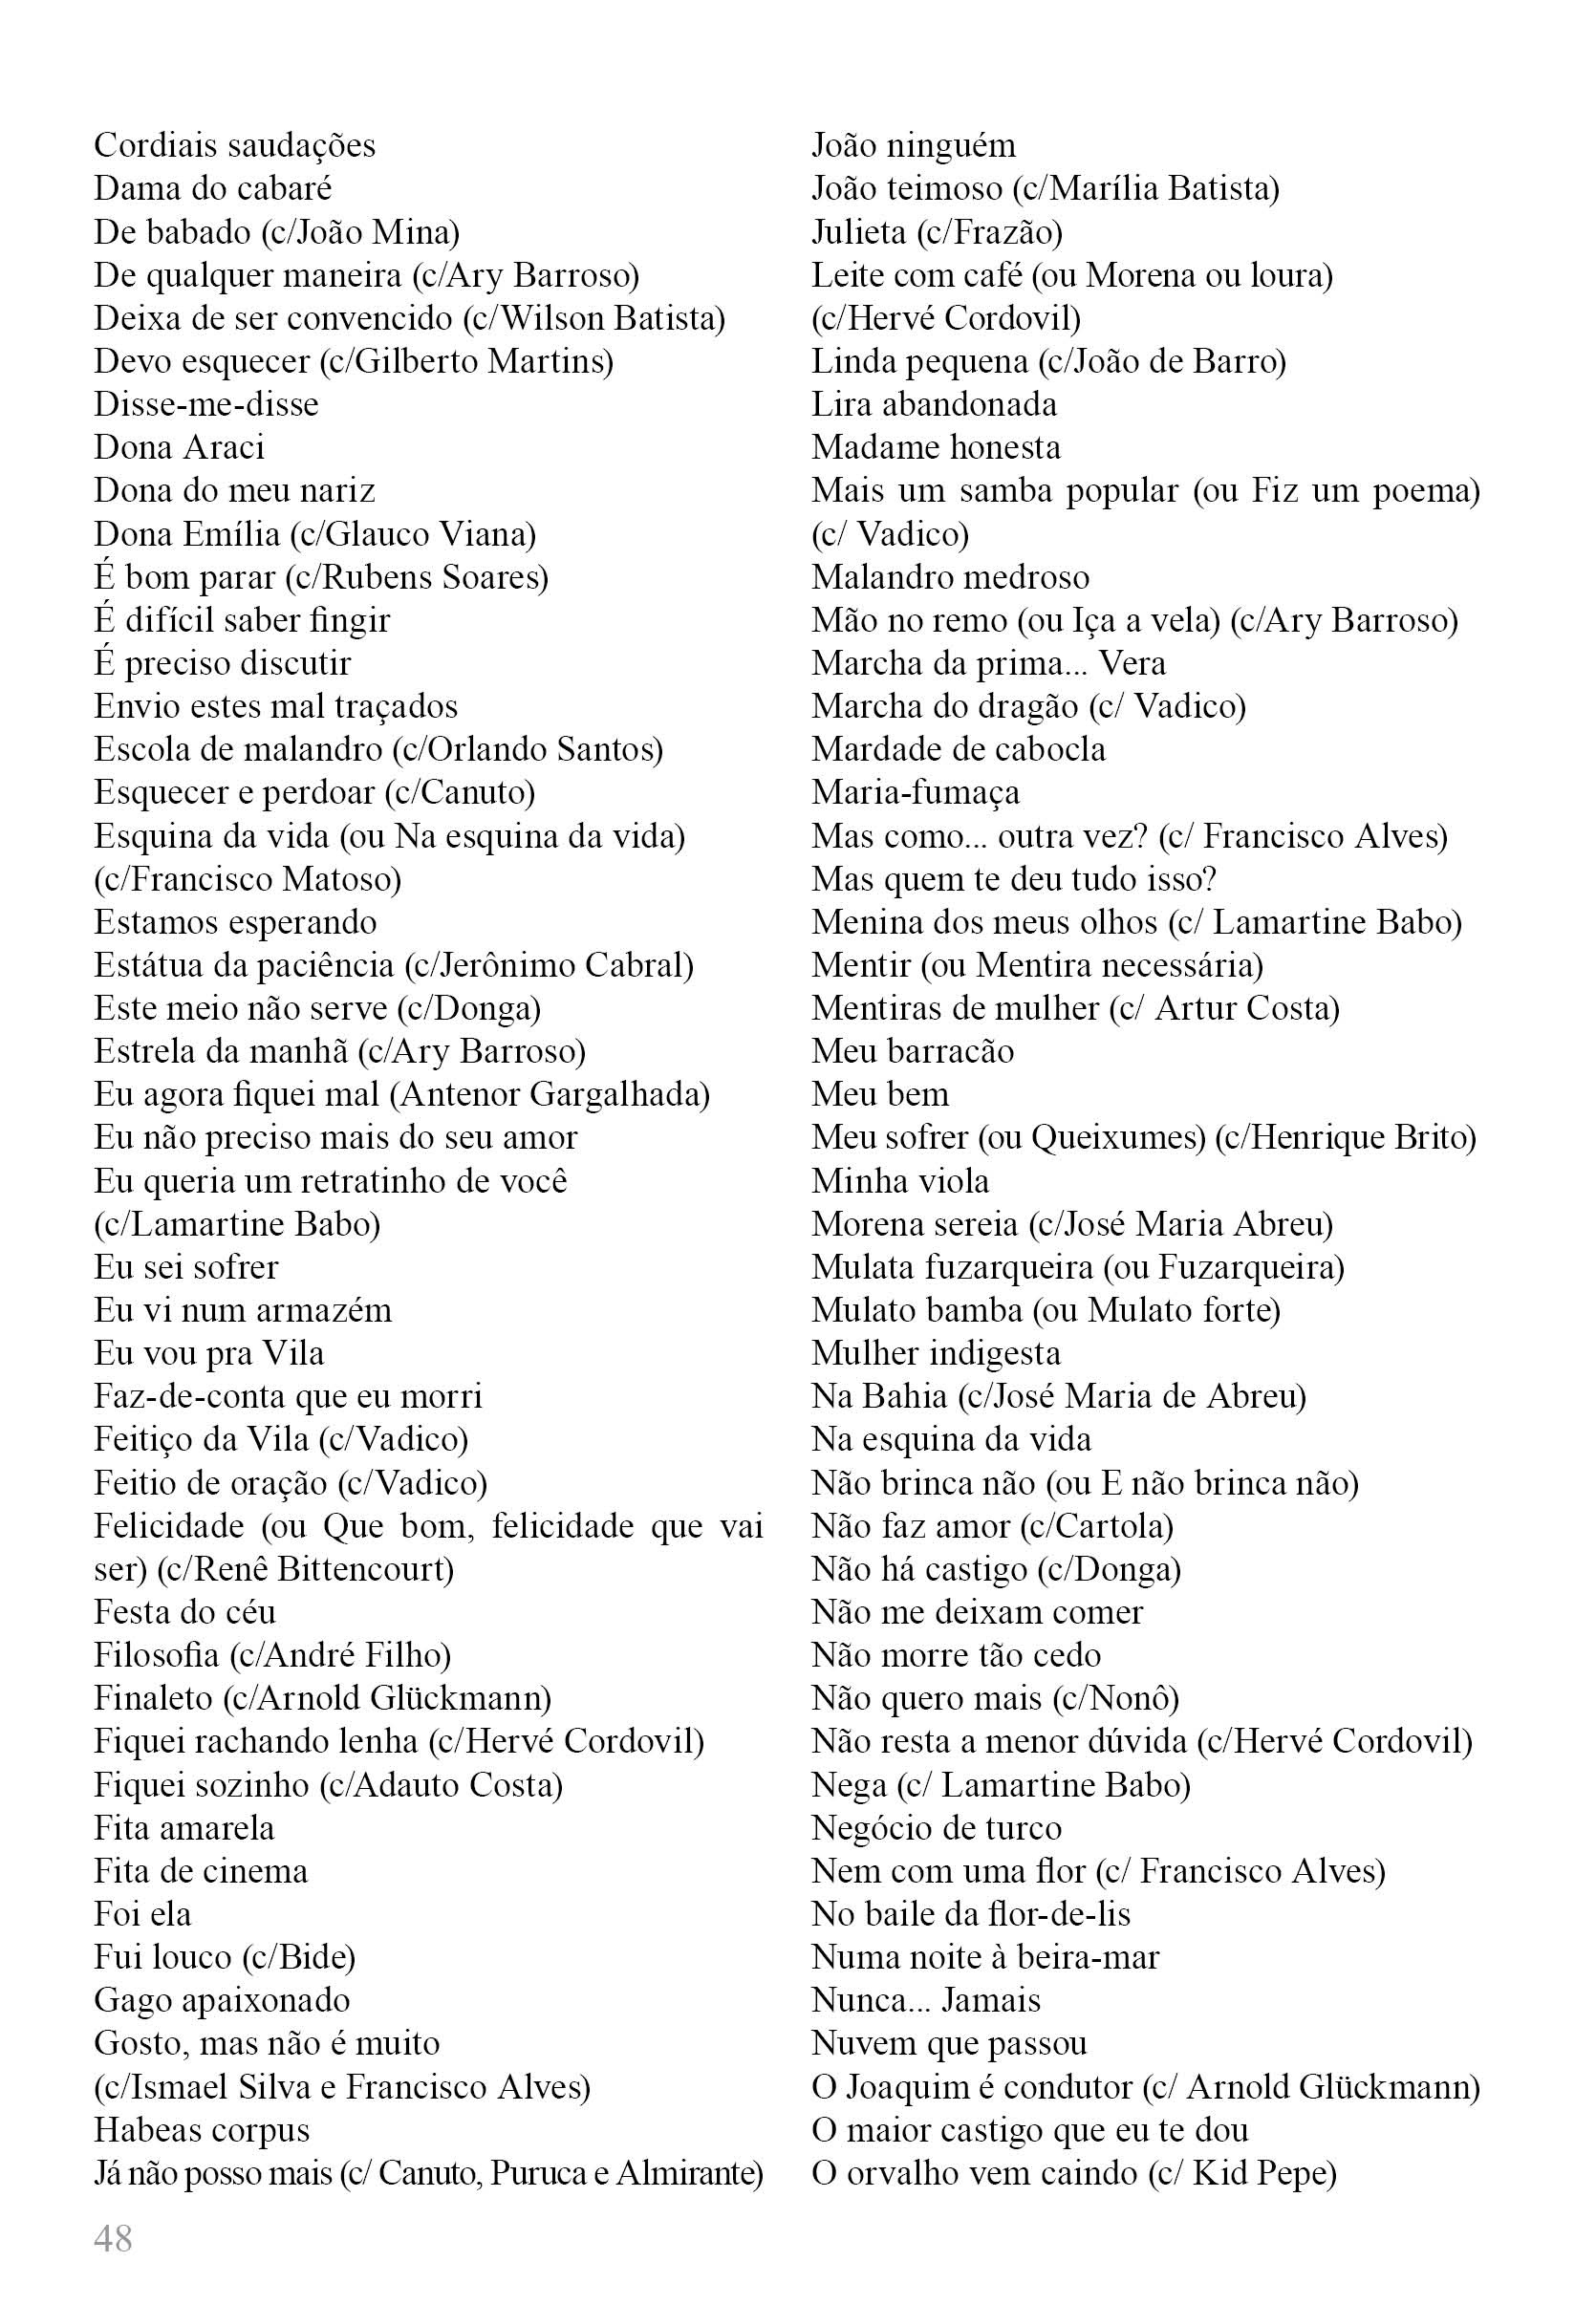 Cordiais saudações
Dama do cabaré
De babado (c/João Mina)
De qualquer maneira (c/Ary Barroso)
Deixa de ser convencido (c/Wilson Batista)
Devo esquecer (c/Gilberto Martins)
Disse-me-disse
Dona Araci
Dona do meu nariz
Dona Emília (c/Glauco Viana)
É bom parar (c/Rubens Soares)
É difícil saber fingir
É preciso discutir
Envio estes mal traçados
Escola de malandro (c/Orlando Santos)
Esquecer e perdoar (c/Canuto)
Esquina da vida (ou Na esquina da vida)
(c/Francisco Matoso)
Estamos esperando
Estátua da paciência (c/Jerônimo Cabral)
Este meio não serve (c/Donga)
Estrela da manhã (c/Ary Barroso)
Eu agora fiquei mal (Antenor Gargalhada)
Eu não preciso mais do seu amor
Eu queria um retratinho de você
(c/Lamartine Babo)
Eu sei sofrer
Eu vi num armazém
Eu vou pra Vila
Faz-de-conta que eu morri
Feitiço da Vila (c/Vadico)
Feitio de oração (c/Vadico)
Felicidade (ou Que bom, felicidade que vai
ser) (c/Renê Bittencourt)
Festa do céu
Filosofia (c/André Filho)
Finaleto (c/Arnold Glückmann)
Fiquei rachando lenha (c/Hervé Cordovil)
Fiquei sozinho (c/Adauto Costa)
Fita amarela
Fita de cinema
Foi ela
Fui louco (c/Bide)
Gago apaixonado
Gosto, mas não é muito
(c/Ismael Silva e Francisco Alves)
Habeas corpus
Já não posso mais (c/ Canuto, Puruca e Almirante)
João ninguém
João teimoso (c/Marília Batista)
Julieta (c/Frazão)
Leite com café (ou Morena ou loura)
(c/Hervé Cordovil)
Linda pequena (c/João de Barro)
Lira abandonada
Madame honesta
Mais um samba popular (ou Fiz um poema)
(c/ Vadico)
Malandro medroso
Mão no remo (ou Iça a vela) (c/Ary Barroso)
Marcha da prima... Vera
Marcha do dragão (c/ Vadico)
Mardade de cabocla
Maria-fumaça
Mas como... outra vez? (c/ Francisco Alves)
Mas quem te deu tudo isso?
Menina dos meus olhos (c/ Lamartine Babo)
Mentir (ou Mentira necessária)
Mentiras de mulher (c/ Artur Costa)
Meu barracão
Meu bem
Meu sofrer (ou Queixumes) (c/Henrique Brito)
Minha viola
Morena sereia (c/José Maria Abreu)
Mulata fuzarqueira (ou Fuzarqueira)
Mulato bamba (ou Mulato forte)
Mulher indigesta
Na Bahia (c/José Maria de Abreu)
Na esquina da vida
Não brinca não (ou E não brinca não)
Não faz amor (c/Cartola)
Não há castigo (c/Donga)
Não me deixam comer
Não morre tão cedo
Não quero mais (c/Nonô)
Não resta a menor dúvida (c/Hervé Cordovil)
Nega (c/ Lamartine Babo)
Negócio de turco
Nem com uma flor (c/ Francisco Alves)
No baile da flor-de-lis
Numa noite à beira-mar
Nunca... Jamais
Nuvem que passou
O Joaquim é condutor (c/ Arnold Glückmann)
O maior castigo que eu te dou
O orvalho vem caindo (c/ Kid Pepe)
48